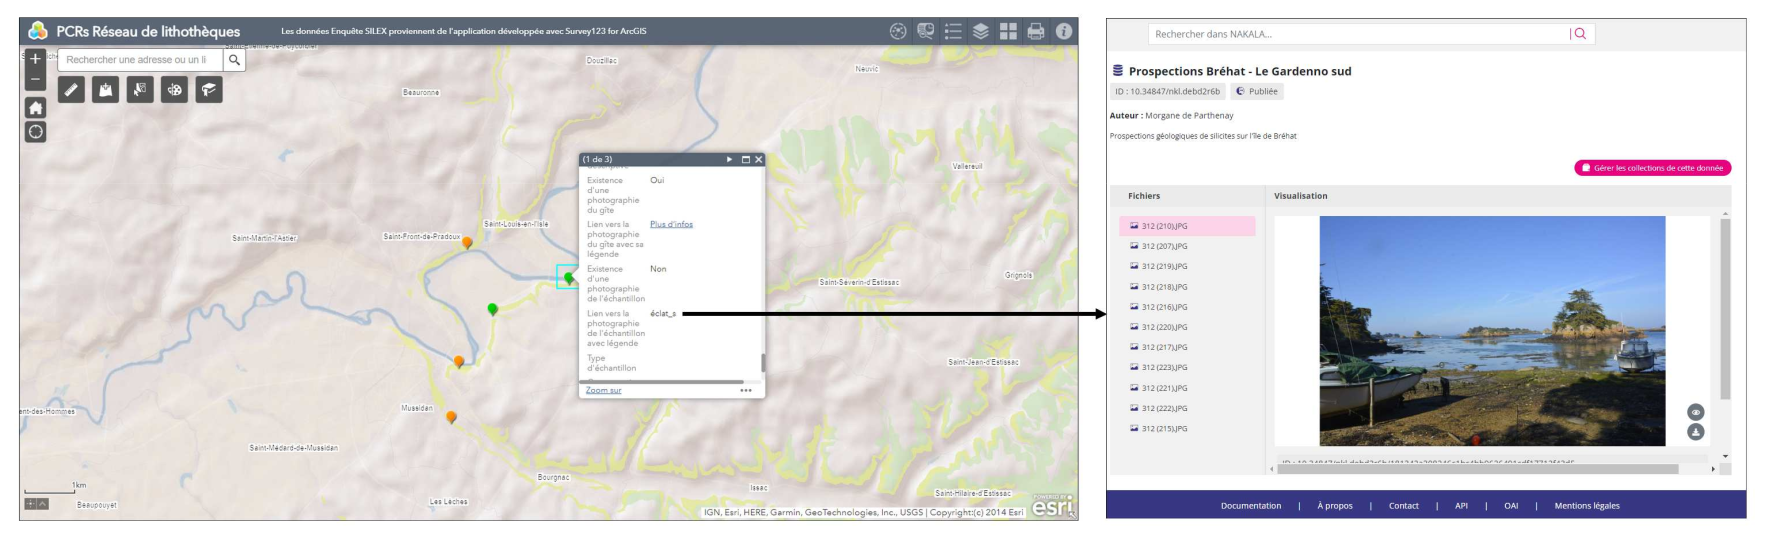 PCRs Réseau de lithothèques
Les données Enquête SILEX proviennent de l'application développée avec Survey123 for ArcGIS
Rechercher une adresse ou un li
Douzillac
Neuvic
Beauronne
Vallereuil
Saint-Louis-en-l'Isle
Saint-Martin-l'Astier
Saint-Front-de-Pradoux
Saint-Severin-d'Estissac
Grignols
Saint-Jean-d'Estissac
Mussidan
Saint-Médard-de-Mussidan
Bourgnac
Issac
Saint-Hilaire-d'Estissac
Les Lèches
Beaupouyet
1km
(1 de 3)
Existence
d'une
photographie
du gîte
Oui
Lien vers la
photographie
du gîte avec sa
légende
Plus d'infos
Existence
d'une
photographie
de l'échantillon
Non
Lien vers la
photographie
de l'échantillon
avec légende
éclat_s
Type
d'échantillon
Zoom sur
IGN, Esri, HERE, Garmin, GeoTechnologies, Inc., USGS | Copyright:(c) 2014 Esri
POWERED BY
esri
Rechercher dans NAKALA...
Prospections Bréhat - Le Gardenno sud
ID : 10.34847/nkl.debd2r6b
Publiée
Auteur : Morgane de Parthenay
Prospections géologiques de silicites sur l'île de Bréhat
Gérer les collections de cette donnée
Fichiers
Visualisation
312 (210).JPG
312 (207).JPG
312 (219).JPG
312 (218).JPG
312 (216).JPG
312 (220).JPG
312 (217).JPG
312 (223).JPG
312 (221).JPG
312 (222).JPG
312 (215).JPG
Documentation | À propos | Contact | API | OAI | Mentions légales